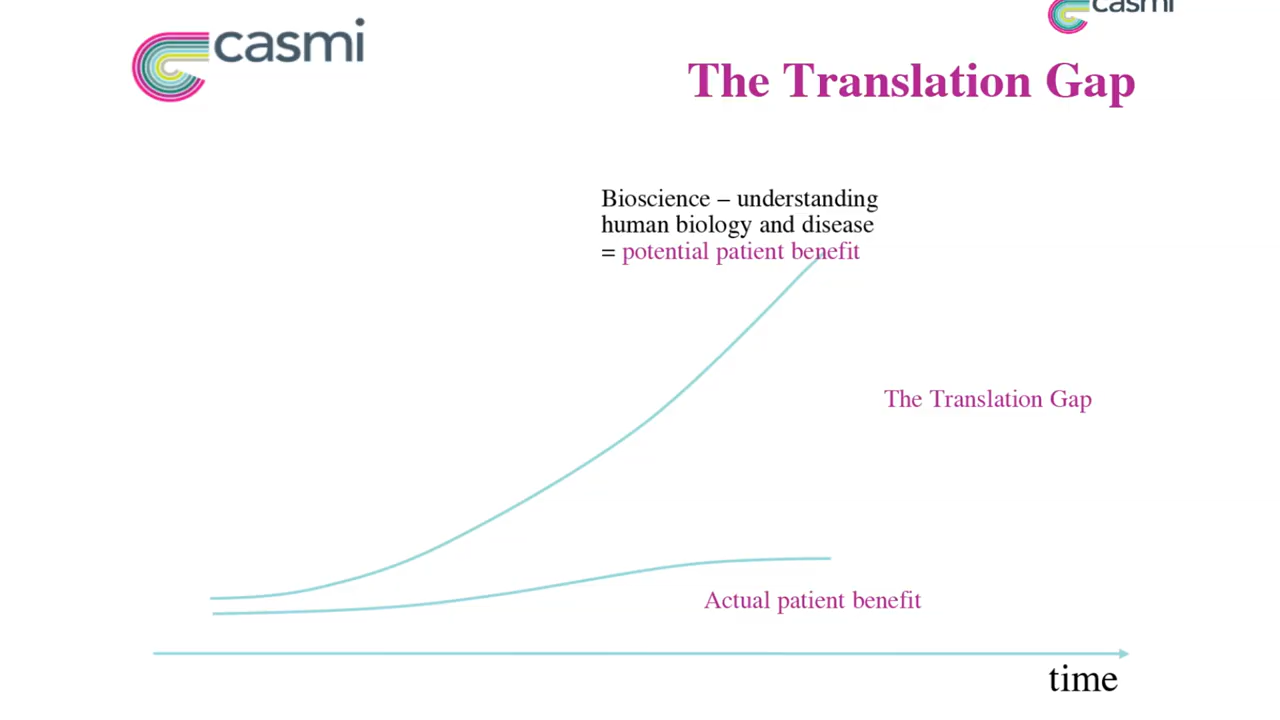 casmi
casmi
The Translation Gap
Bioscience – understanding
human biology and disease
= potential patient benefit
The Translation Gap
Actual patient benefit
time